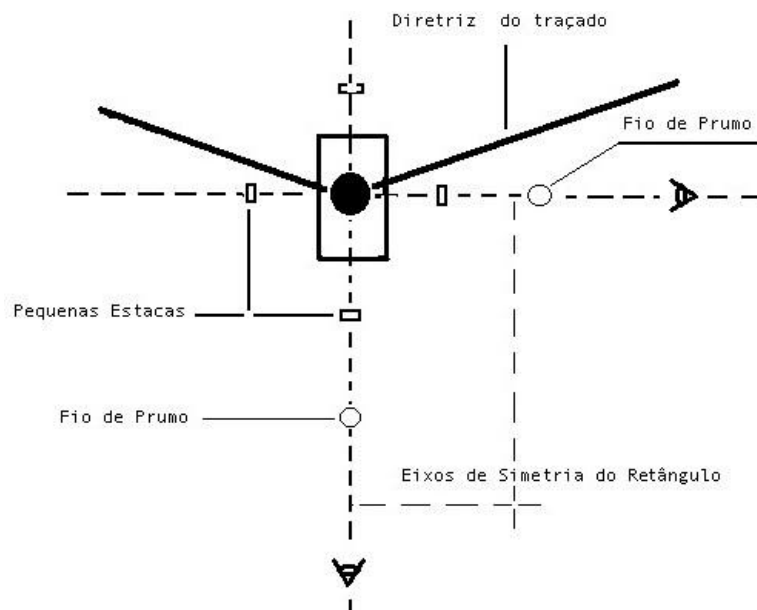 Diretriz do traçado
Fio de Prumo
Pequenas Estacas
Fio de Prumo
Eixos de Simetria do Retângulo